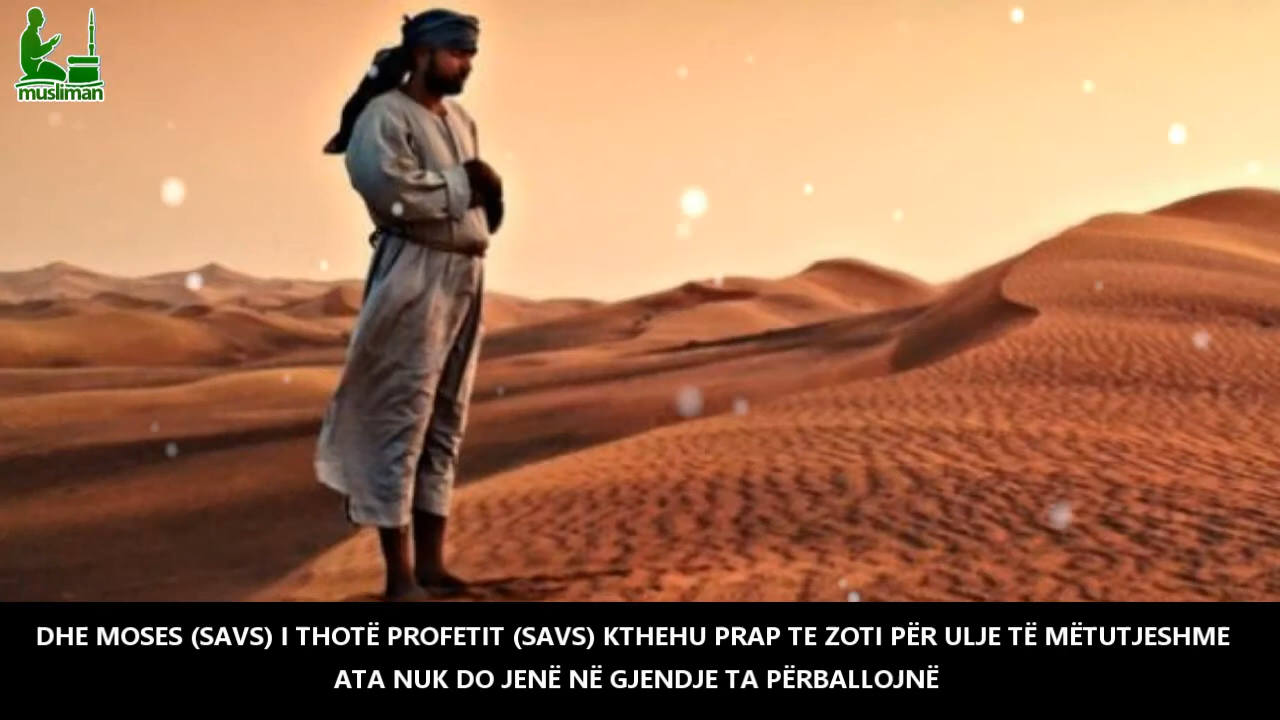 musliman
DHE MOSES (SAVS) I THOTË PROFETIT (SAVS) KTHEHU PRAP TE ZOTI PËR ULJE TË MËTUTJESHME
ATA NUK DO JENË NË GJENDJE TA PËRBALLOJNË